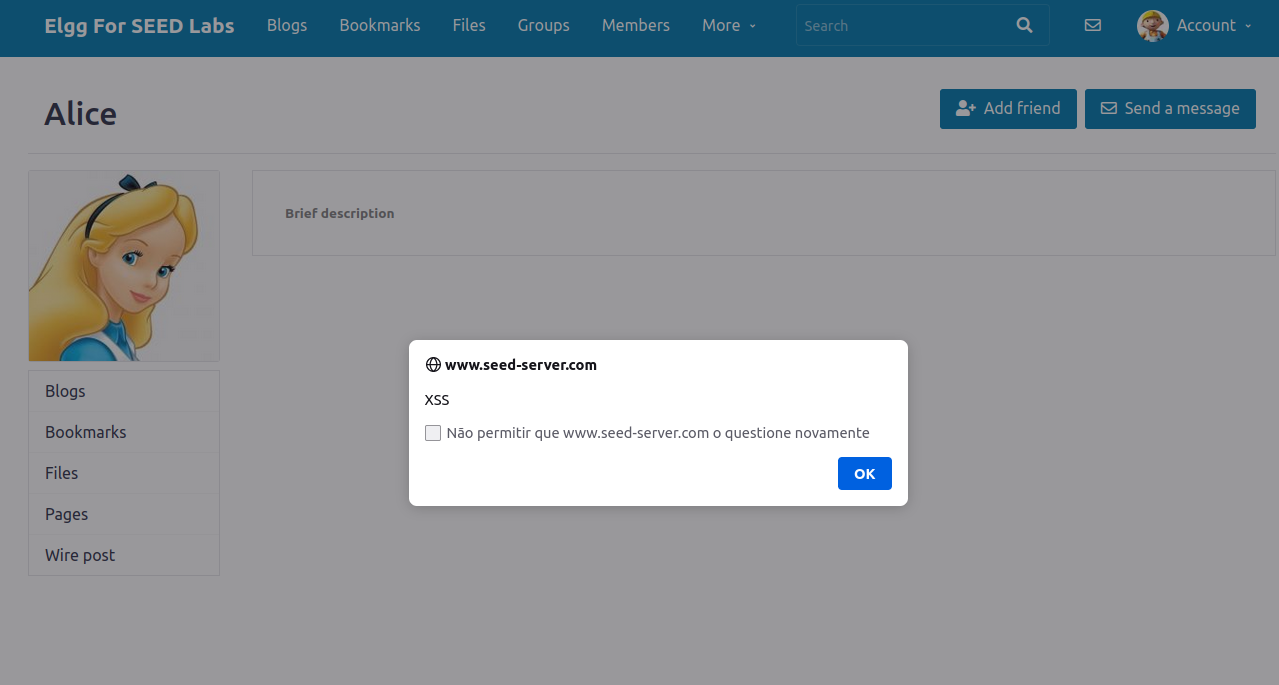 Elgg For SEED Labs Blogs Bookmarks Files Groups Members More Search Account
Alice
Add friend Send a message
Brief description
www.seed-server.com
XSS
Não permitir que www.seed-server.com o questione novamente
OK
Blogs
Bookmarks
Files
Pages
Wire post